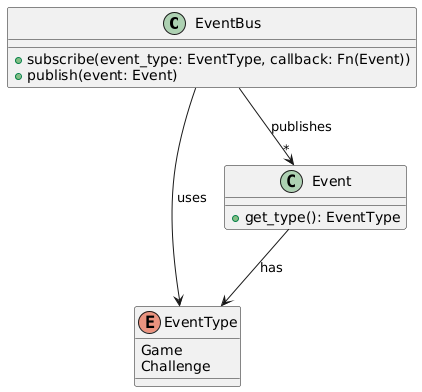 C EventBus
subscribe(event_type: EventType, callback: Fn(Event))
publish(event: Event)
publishes
*
uses
C Event
get_type(): EventType
has
E EventType
Game
Challenge